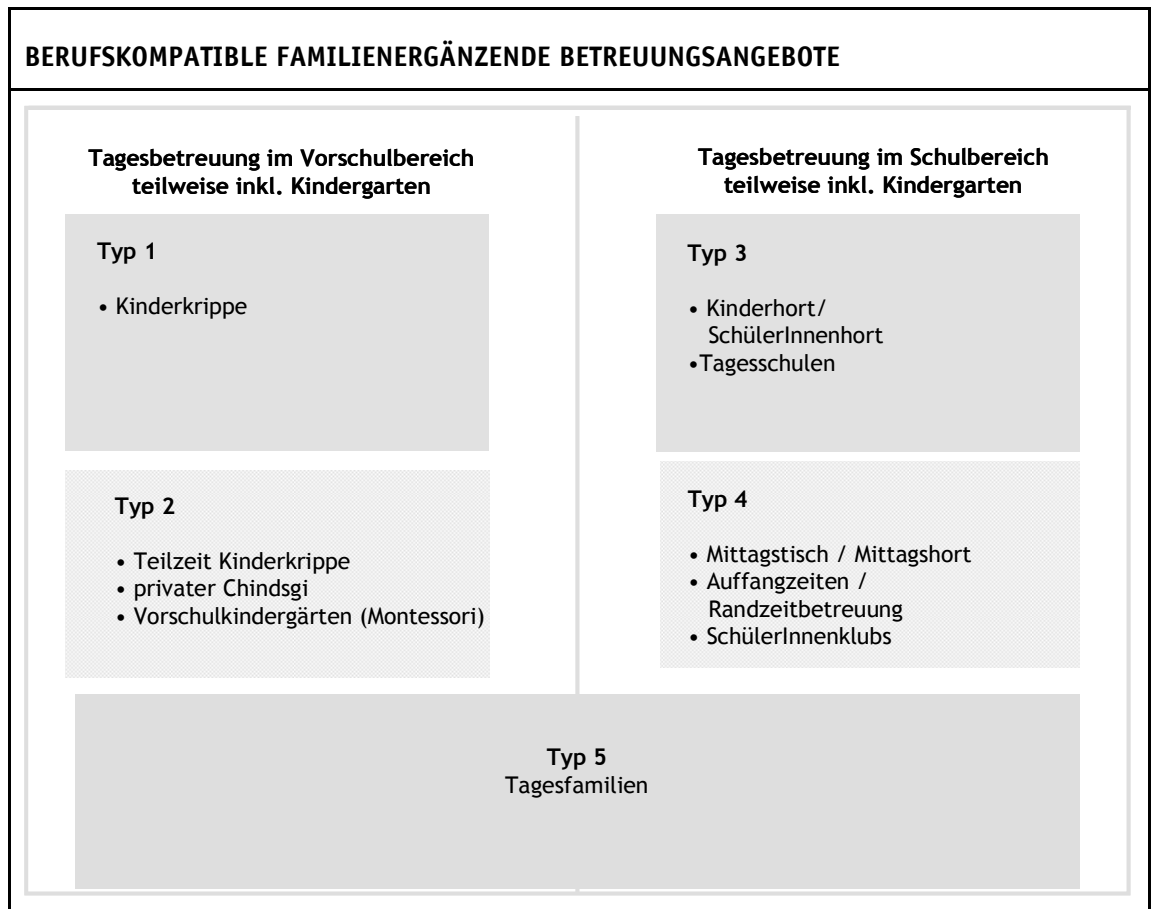 BERUFSKOMPATIBLE FAMILIENERGÄNZENDE BETREUUNGSANGEBOTE
Tagesbetreuung im Vorschulbereich
teilweise inkl. Kindergarten
Typ 1
• Kinderkrippe
Typ 2
• Teilzeit Kinderkrippe
• privater Chindsgi
• Vorschulkindergärten (Montessori)
Tagesbetreuung im Schulbereich
teilweise inkl. Kindergarten
Typ 3
• Kinderhort/
SchülerInnenhort
•Tagesschulen
Typ 4
• Mittagstisch / Mittagshort
• Auffangzeiten /
Randzeitbetreuung
• SchülerInnenklubs
Typ 5
Tagesfamilien